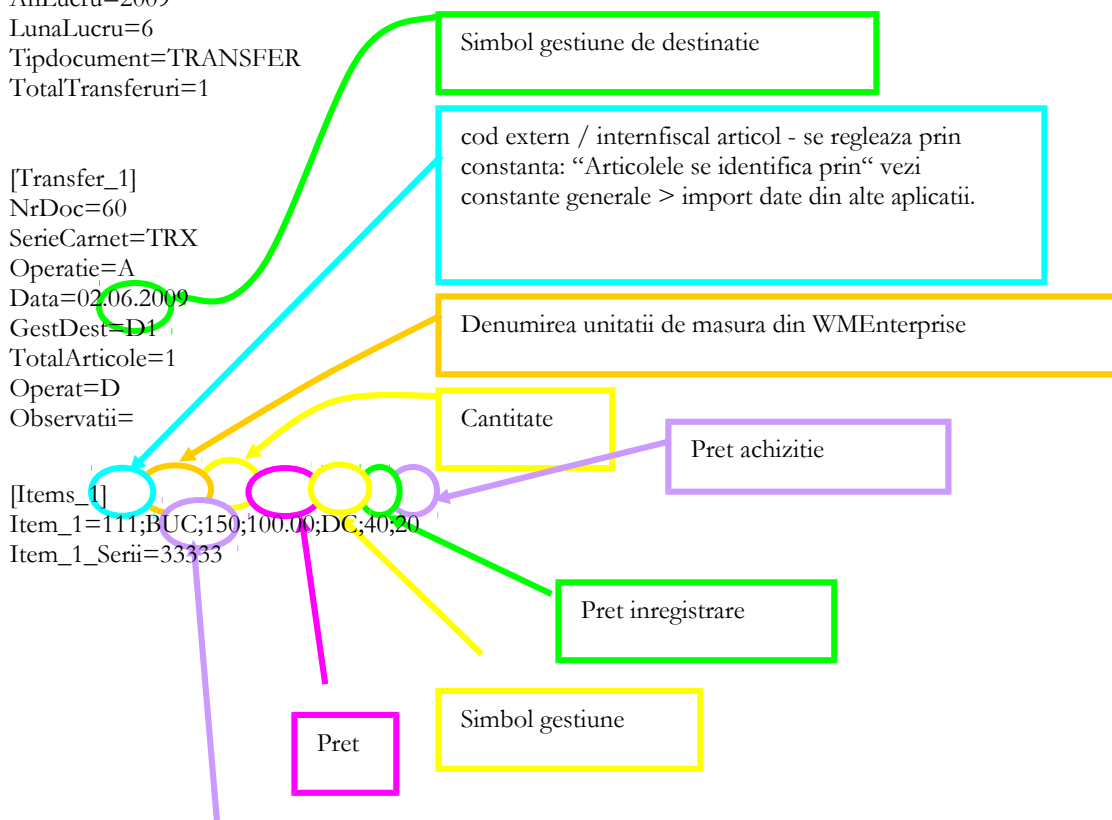 LunaLucru=6
Tipdocument=TRANSFER
TotalTransferuri=1
[Transfer_1]
NrDoc=60
SerieCarnet=TRX
Operatie=A
Data=02.06.2009
GestDest=D1
TotalArticole=1
Operat=D
Observatii=
[Items_1]
Item_1=111;BUC;150;100.00;DC;40;20
Item_1_Serii=33333
Simbol gestiune de destinatie
cod extern / internfiscal articol - se regleaza prin
constanta: “Articolele se identifica prin“ vezi
constante generale > import date din alte aplicatii.
Denumirea unitatii de masura din WMEnterprise
Cantitate
Pret achizitie
Pret inregistrare
Simbol gestiune
Pret